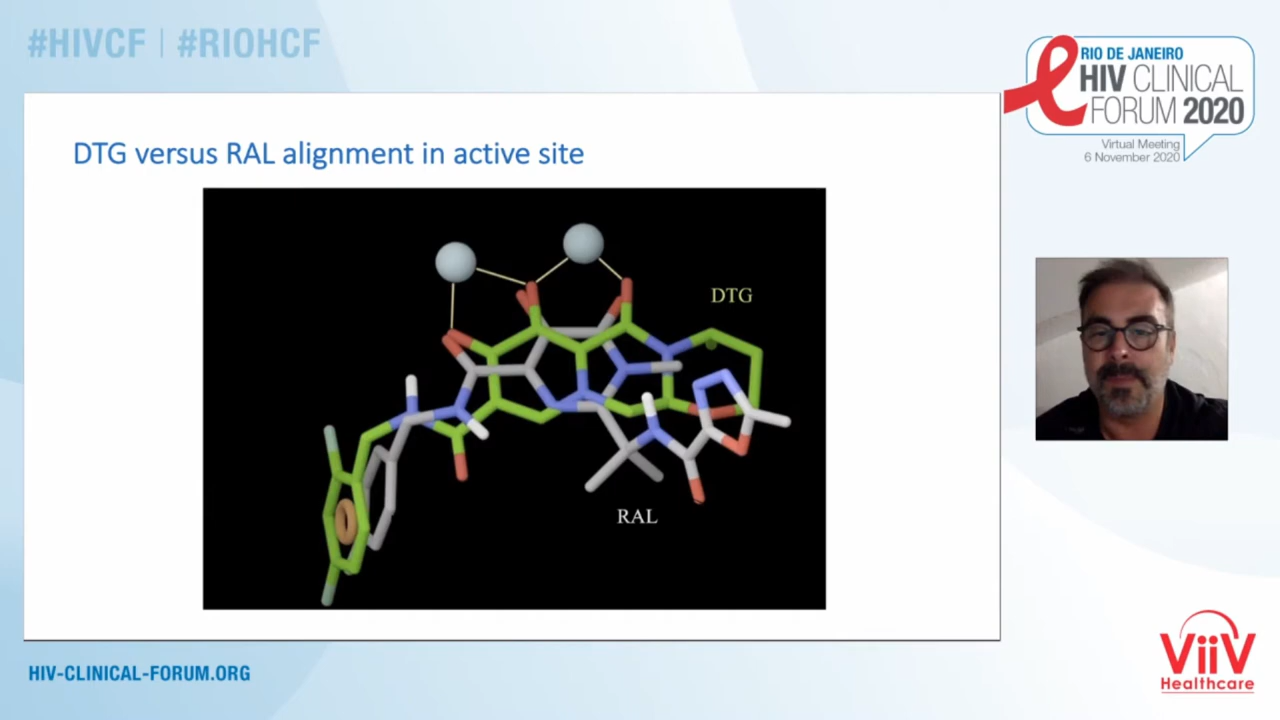 #HIVCF | #RIOHCF
RIO DE JANEIRO
HIV CLINICAL
FORUM 2020
Virtual Meeting
6 November 2020
DTG versus RAL alignment in active site
DTG
RAL
HIV-CLINICAL-FORUM.ORG
ViiV
Healthcare